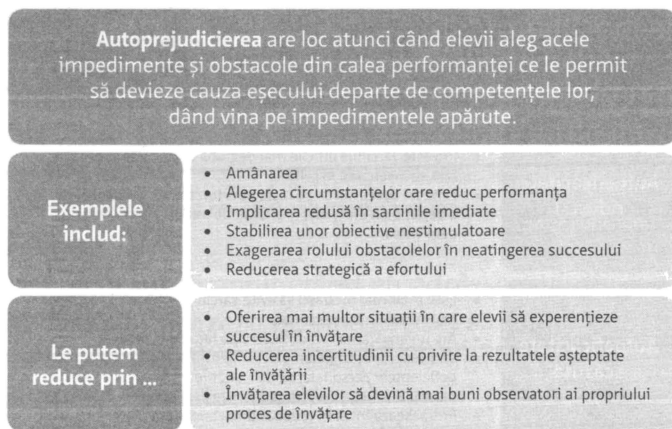 Autoprejudicierea are loc atunci când elevii aleg acele
impedimente și obstacole din calea performanței ce le permit
să devieze cauza eșecului departe de competențele lor,
dând vina pe impedimentele apărute.
Exemplele
includ:
• Amânarea
• Alegerea circumstanțelor care reduc performanța
• Implicarea redusă în sarcinile imediate
• Stabilirea unor obiective nestimulatoare
• Exagerarea rolului obstacolelor în neatingerea succesului
• Reducerea strategică a efortului
Le putem
reduce prin ...
• Oferirea mai multor situații în care elevii să experențieze
succesul în învățare
• Reducerea incertitudinii cu privire la rezultatele așteptate
ale învățării
• Învățarea elevilor să devină mai buni observatori ai propriului
proces de învățare